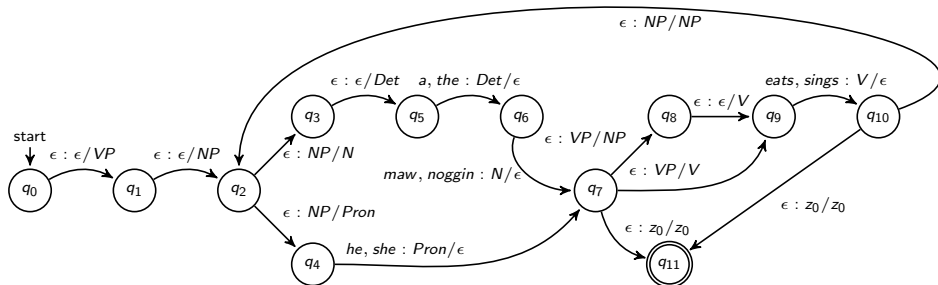 ϵ : NP/NP
ϵ : ϵ/Det
a, the : Det/ϵ
eats, sings : V/ϵ
q3
q5
q6
ϵ : VP/NP
q8
ϵ : ϵ/V
q9
q10
start
ϵ : ϵ/VP
ϵ : ϵ/NP
ϵ : NP/N
ϵ : VP/V
maw, noggin : N/ϵ
q0
q1
q2
q7
ϵ : NP/Pron
ϵ : z0/z0
ϵ : z0/z0
he, she : Pron/ϵ
q4
q11